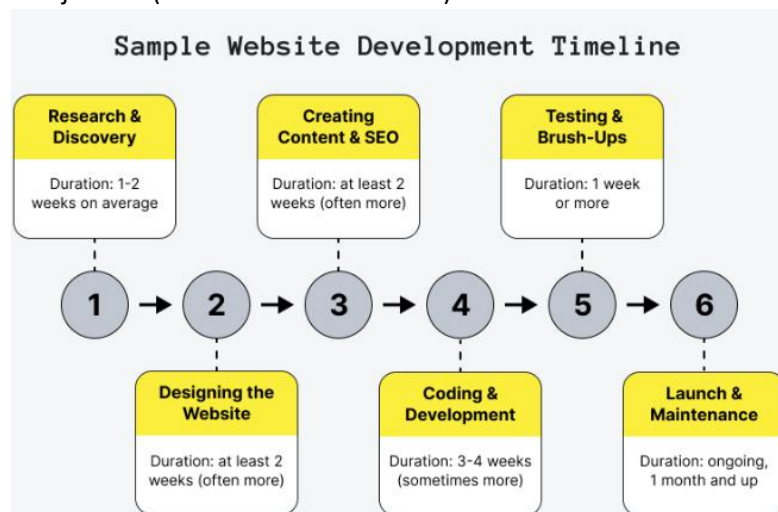 Sample Website Development Timeline
Research &
Discovery
Duration: 1-2
weeks on average
Creating
Content & SEO
Duration: at least 2
weeks (often more)
Testing &
Brush-Ups
Duration: 1 week
or more
1
2
3
4
5
6
Designing the
Website
Duration: at least 2
weeks (often more)
Coding &
Development
Duration: 3-4 weeks
(sometimes more)
Launch &
Maintenance
Duration: ongoing,
1 month and up